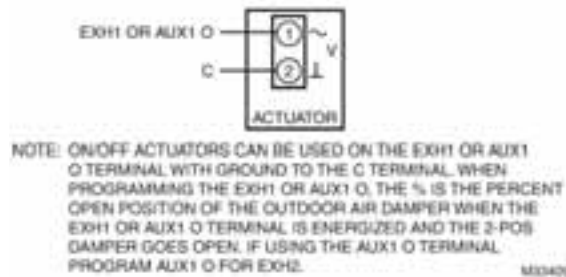 EXH1 OR AUX1 O
1
V
C
2
ACTUATOR
NOTE: ON/OFF ACTUATORS CAN BE USED ON THE EXH1 OR AUX1
O TERMINAL WITH GROUND TO THE C TERMINAL. WHEN
PROGRAMMING THE EXH1 OR AUX1 O, THE % IS THE PERCENT
OPEN POSITION OF THE OUTDOOR AIR DAMPER WHEN THE
EXH1 OR AUX1 O TERMINAL IS ENERGIZED AND THE 2-POS
DAMPER GOES OPEN. IF USING THE AUX1 O TERMINAL
PROGRAM AUX1 O FOR EXH2.